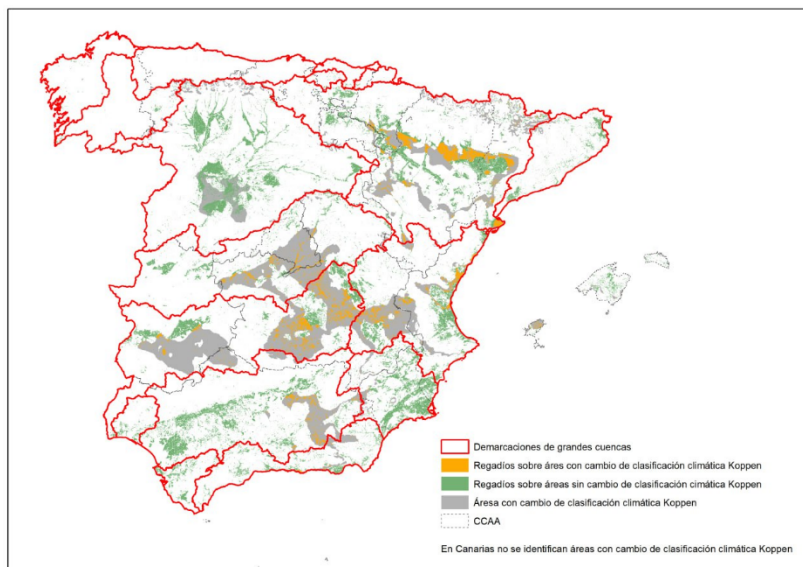 Demarcaciones de grandes cuencas
Regadíos sobre áres con cambio de clasificación climática Koppen
Regadíos sobre áreas sin cambio de clasificación cimática Koppen
Áresa con cambio de clasificación climática Koppen
CCAA
En Canarias no se identifican áreas con cambio de clasificación climática Koppen